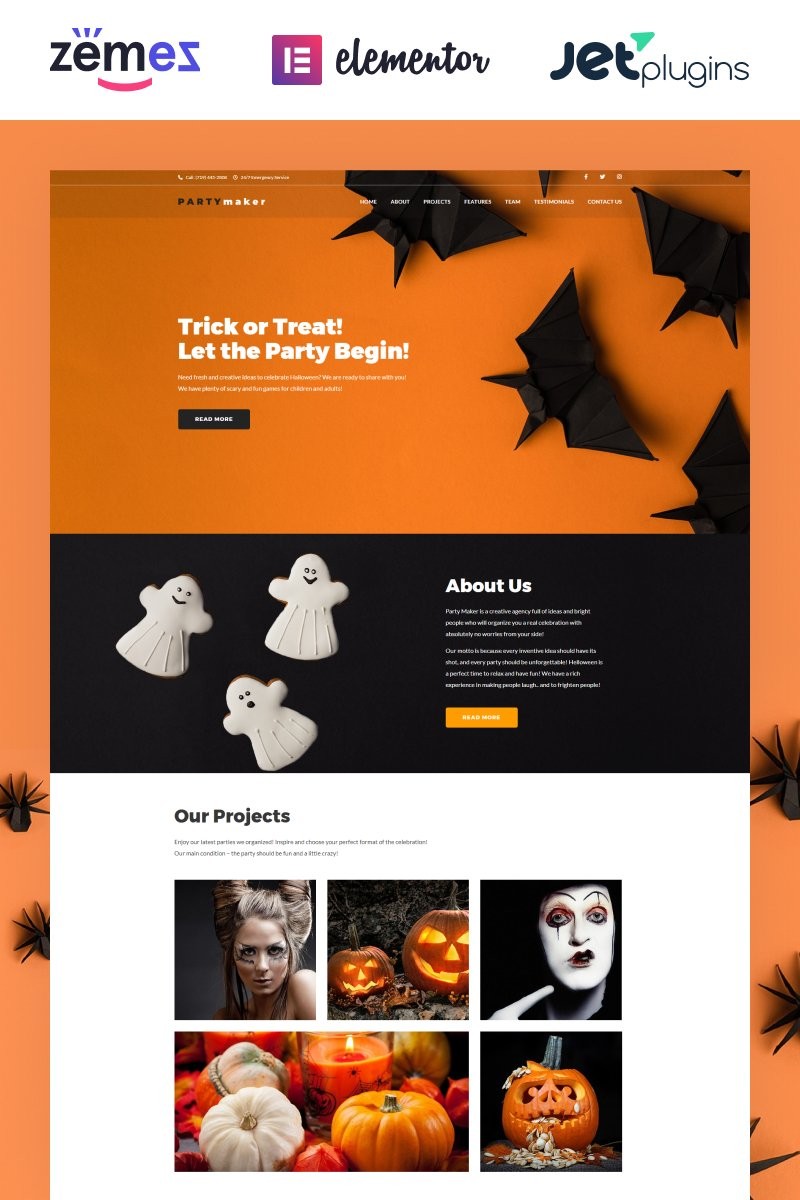 zemez
elementor
Jetplugins
24/7 Emergency Service
PARTYmaker
HOME ABOUT PROJECTS FEATURES TEAM TESTIMONIALS CONTACT US
Trick or Treat!
Let the Party Begin!
Need fresh and creative ideas to celebrate Halloween? We are ready to share with you!
We have plenty of scary and fun games for children and adults!
READ MORE
About Us
Party Maker is a creative agency full of ideas and bright
people who will organize you a real celebration with
absolutely no worries from your side!
Our motto is because every inventive idea should have its
shot, and every party should be unforgettable! Helloween is
a perfect time to relax and have fun! We have a rich
experience in making people laugh.. and to frighten people!
READ MORE
Our Projects
Enjoy our latest parties we organized! Inspire and choose your perfect format of the celebration!
Our main condition – the party should be fun and a little crazy!